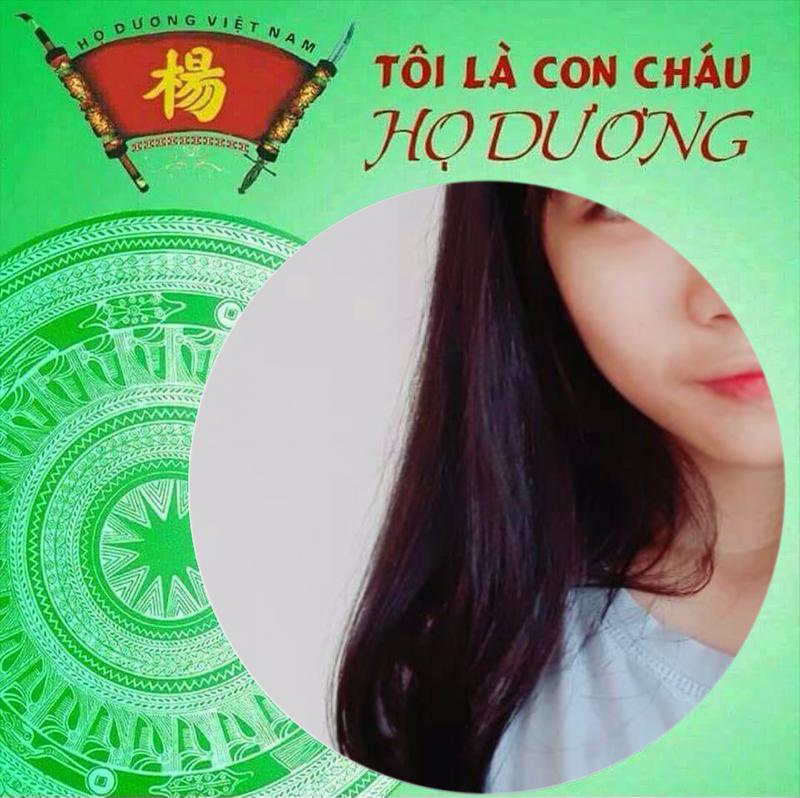 HỌ DƯƠNG VIỆT NAM
楊
TÔI LÀ CON CHÁU
HỌ DƯƠNG